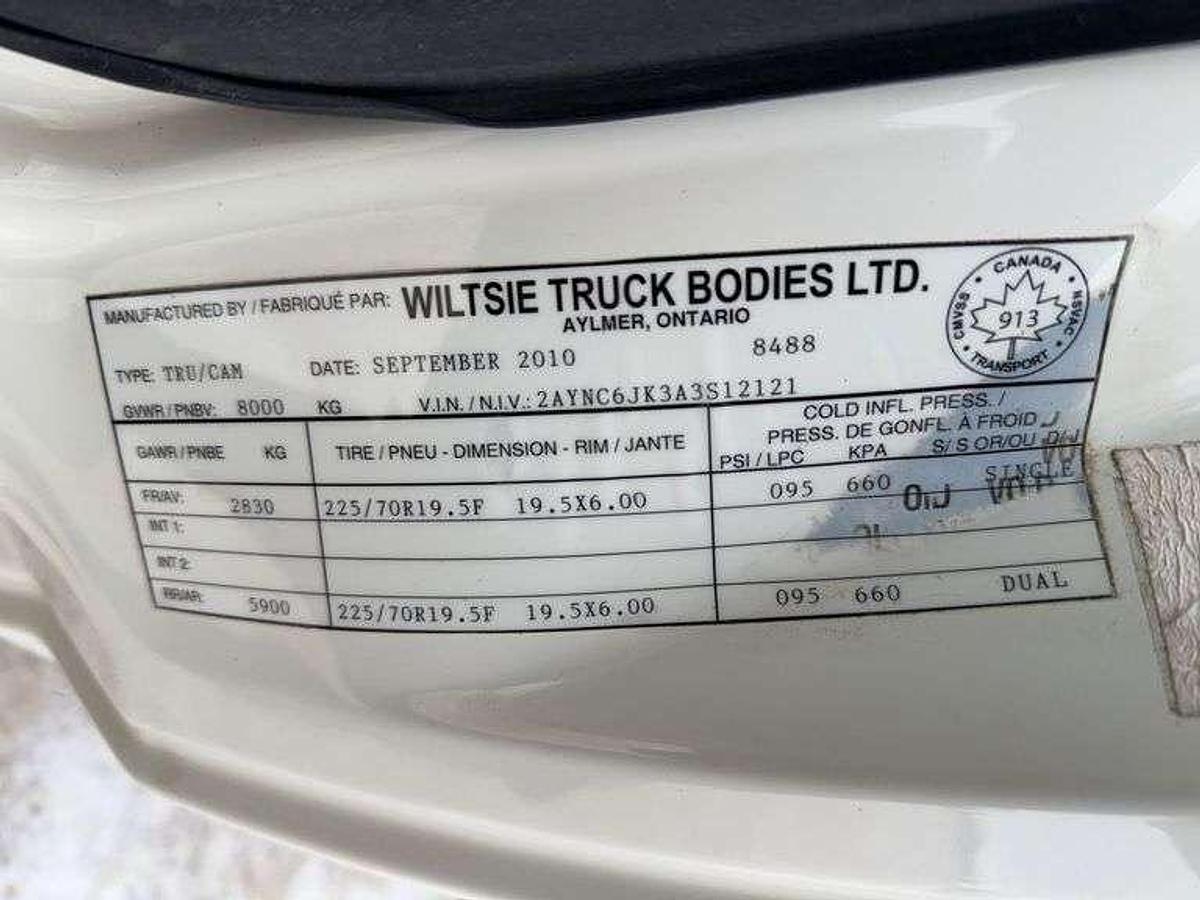 MANUFACTURED BY / FABRIQUÉ PAR: WILTSIE TRUCK BODIES LTD.
AYLMER, ONTARIO
CANADA
CMVSS 913 NSVAC
TRANSPORT
TYPE: TRU/CAM DATE: SEPTEMBER 2010 8488
GVWR / PNBV: 8000 KG V.I.N. / N.I.V.: 2AYNC6JK3A3S12121
GAWR / PNBE KG TIRE / PNEU - DIMENSION - RIM / JANTE COLD INFL. PRESS. /
PRESS. DE GONFL. À FROID
PSI / LPC KPA S/ S OR/OU D/J
FR/AV: 2830 225/70R19.5F 19.5X6.00 095 660 SINGLE
INT 1:
INT 2:
RR/AR: 5900 225/70R19.5F 19.5X6.00 095 660 DUAL